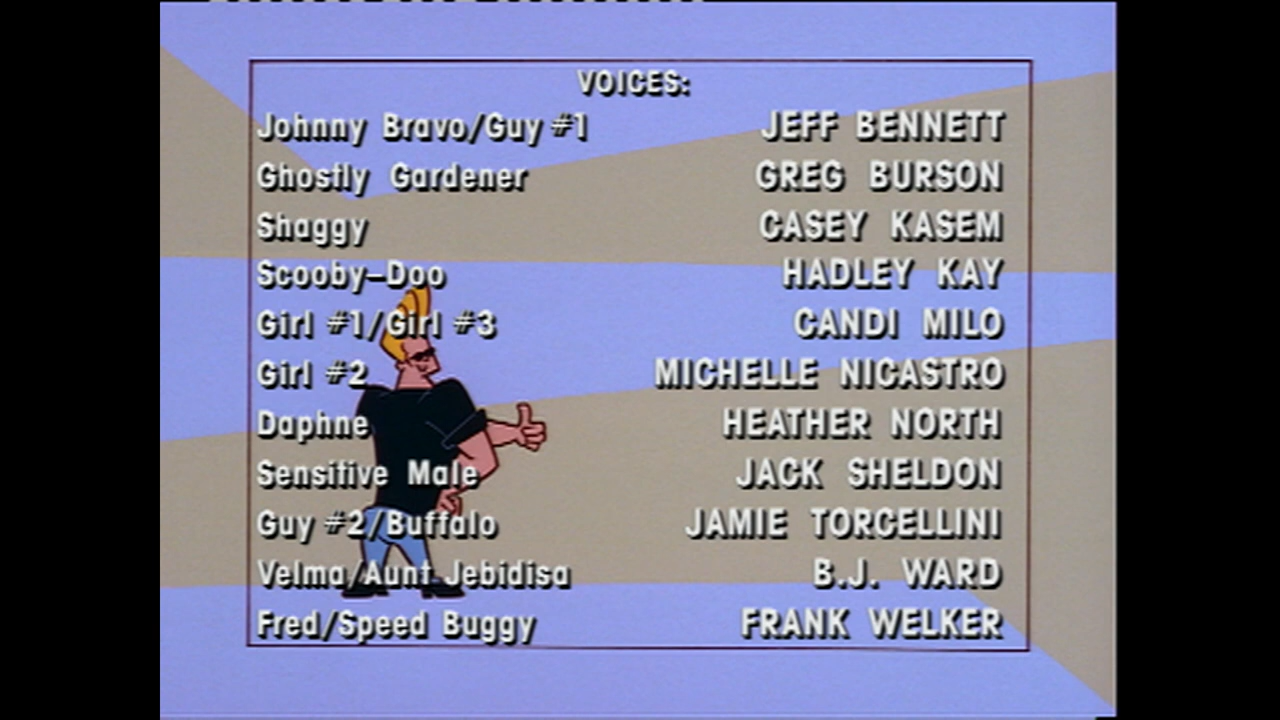 VOICES:
Johnny Bravo/Guy #1 JEFF BENNETT
Ghostly Gardener GREG BURSON
Shaggy CASEY KASEM
Scooby-Doo HADLEY KAY
Girl #1/Girl #3 CANDI MILO
Girl #2 MICHELLE NICASTRO
Daphne HEATHER NORTH
Sensitive Male JACK SHELDON
Guy #2/Buffalo JAMIE TORCELLINI
Velma/Aunt Jebidisa B.J. WARD
Fred/Speed Buggy FRANK WELKER